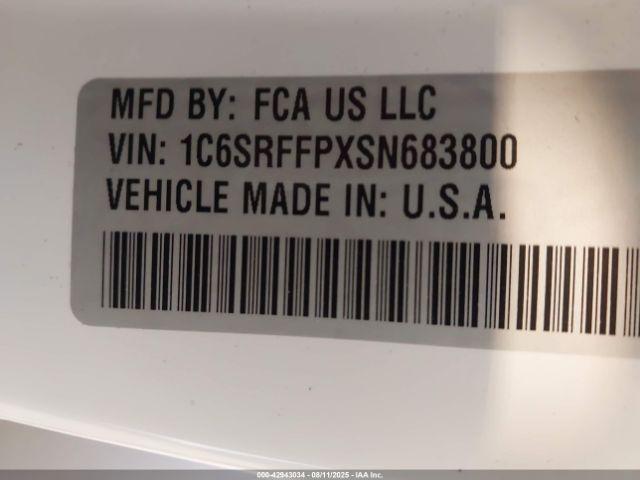 MFD BY: FCA US LLC
VIN: 1C6SRFFPXSN683800
VEHICLE MADE IN: U.S.A.
000-42943034 - 08/11/2025 - IAA Inc.